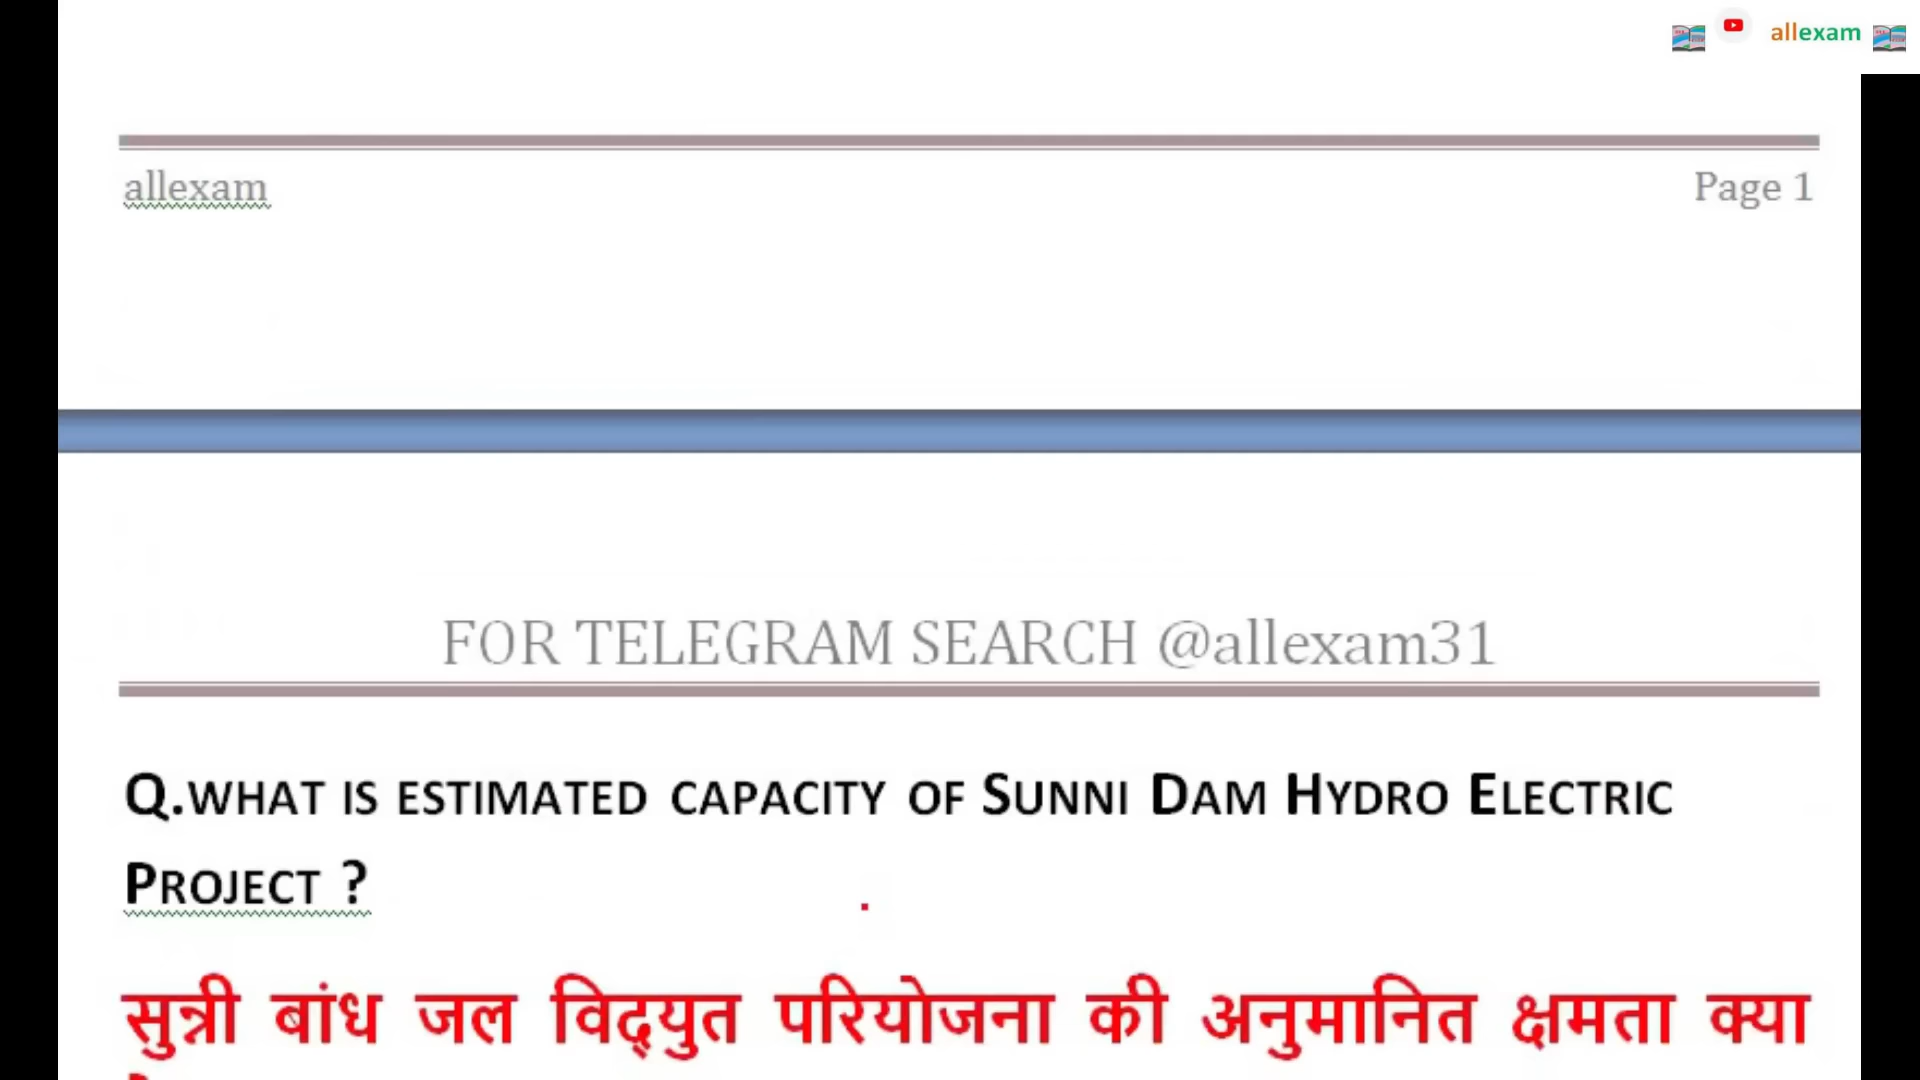 allexam
allexam Page 1
FOR TELEGRAM SEARCH @allexam31
Q.WHAT IS ESTIMATED CAPACITY OF SUNNI DAM HYDRO ELECTRIC
PROJECT ?
सुन्नी बांध जल विद्युत परियोजना की अनुमानित क्षमता क्या